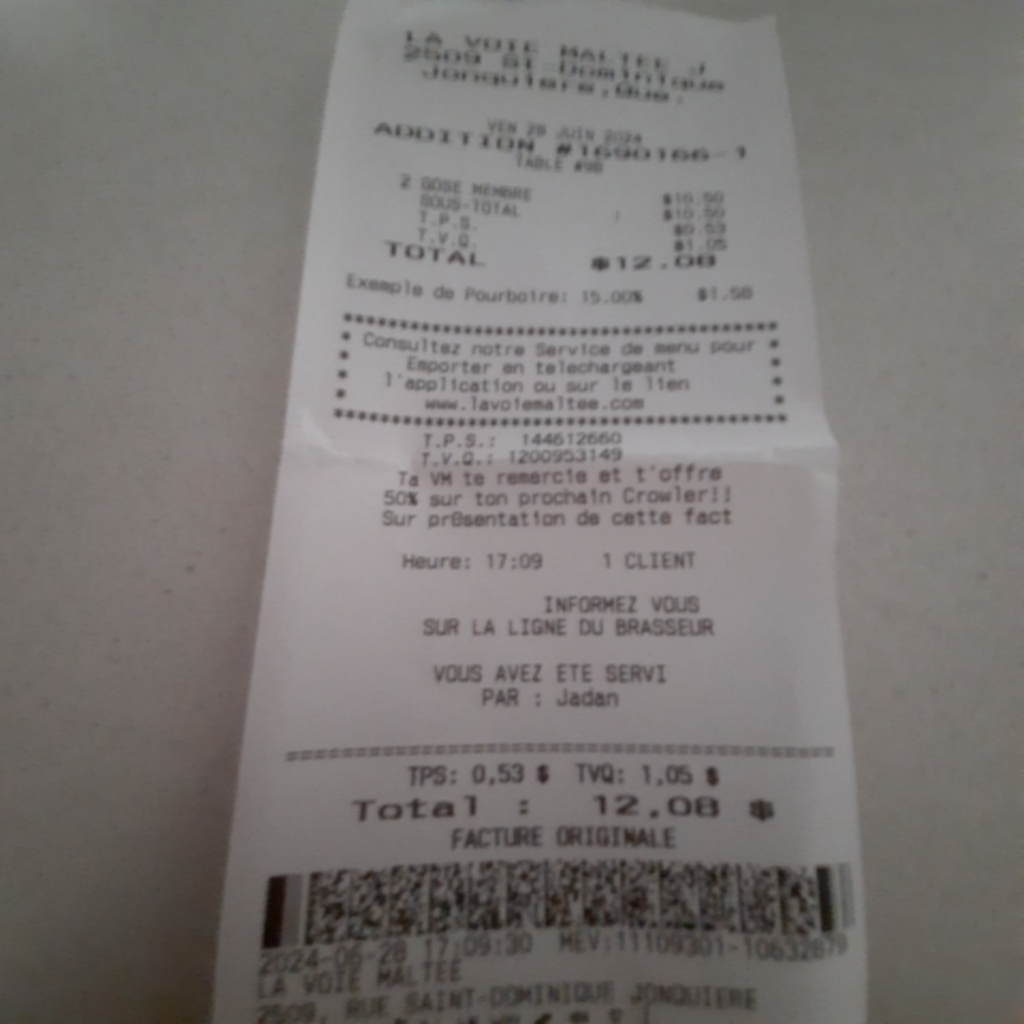 LA VOIE MALTEE J
2509 St-Dominique
Jonquiere,Que.
VEN 28 JUIN 2024
ADDITION #1690166-1
TABLE #98
2 GOSE MEMBRE $10.50
SOUS-TOTAL : $10.50
T.P.S. $0.53
T.V.Q. $1.05
TOTAL $12.08
Exemple de Pourboire: 15.00% $1.58
Consultez notre Service de menu pour
Emporter en telechargeant
l'application ou sur le lien
www.lavoiemaltee.com
T.P.S.: 144612660
T.V.Q.: 1200953149
Ta VM te remercie et t'offre
50% sur ton prochain Crowler!!
Sur prèsentation de cette fact
Heure: 17:09 1 CLIENT
INFORMEZ VOUS
SUR LA LIGNE DU BRASSEUR
VOUS AVEZ ETE SERVI
PAR : Jadan
TPS: 0,53 $ TVQ: 1,05 $
Total : 12,08 $
FACTURE ORIGINALE
2024-06-28 17:09:30 MEV:11109301-10632879
LA VOIE MALTEE
2509, RUE SAINT-DOMINIQUE JONQUIERE